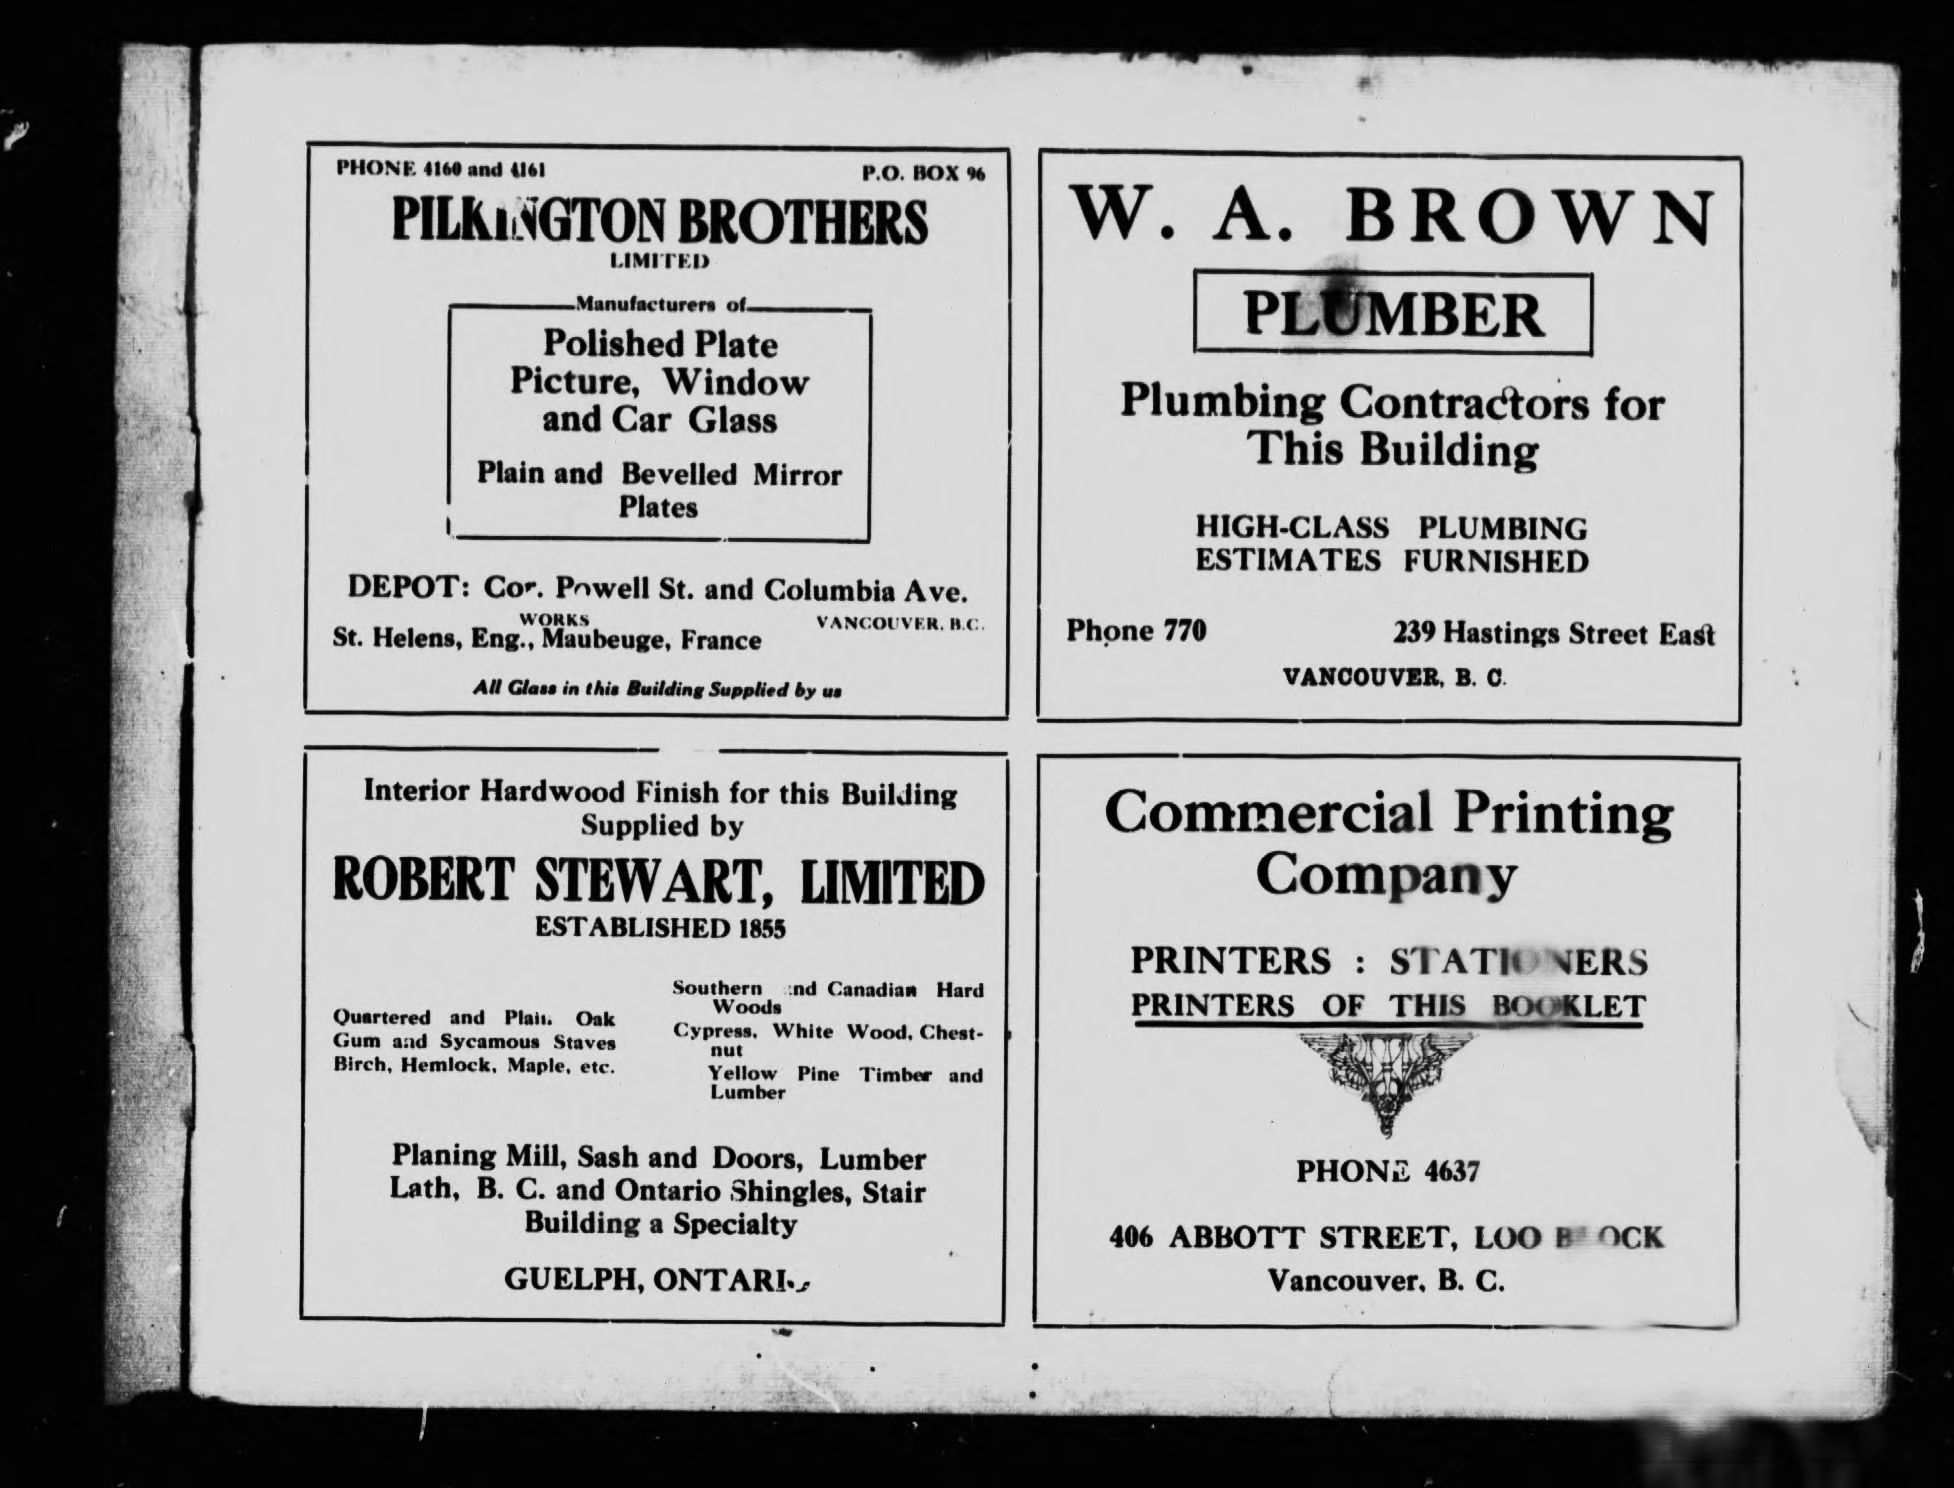 PHONE 4160 and 4161 P.O. BOX 96
PILKINGTON BROTHERS
LIMITED
Manufacturers of
Polished Plate
Picture, Window
and Car Glass
Plain and Bevelled Mirror
Plates
DEPOT: Cor. Powell St. and Columbia Ave.
WORKS VANCOUVER, B.C.
St. Helens, Eng., Maubeuge, France
All Glass in this Building Supplied by us
W. A. BROWN
PLUMBER
Plumbing Contractors for
This Building
HIGH-CLASS PLUMBING
ESTIMATES FURNISHED
Phone 770 239 Hastings Street East
VANCOUVER, B. C.
Interior Hardwood Finish for this Building
Supplied by
ROBERT STEWART, LIMITED
ESTABLISHED 1855
Quartered and Plain Oak
Gum and Sycamous Staves
Birch, Hemlock, Maple, etc.
Southern and Canadian Hard
Woods
Cypress, White Wood, Chest-
nut
Yellow Pine Timber and
Lumber
Planing Mill, Sash and Doors, Lumber
Lath, B. C. and Ontario Shingles, Stair
Building a Specialty
GUELPH, ONTARIO
Commercial Printing
Company
PRINTERS : STATIONERS
PRINTERS OF THIS BOOKLET
PHONE 4637
406 ABBOTT STREET, LOO BLOCK
Vancouver, B. C.